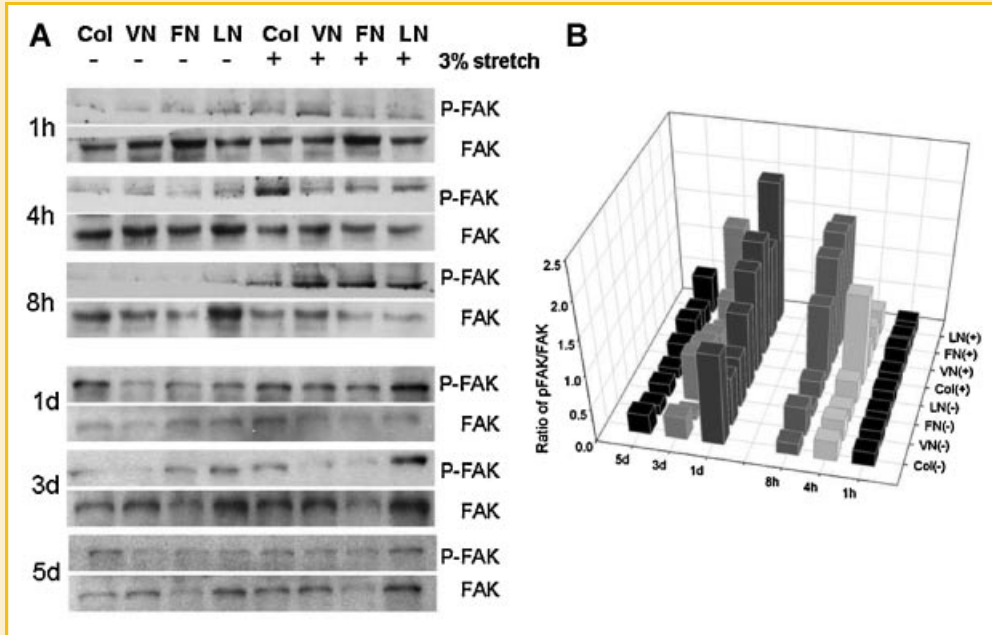 A
Col VN FN LN Col VN FN LN
- - - - + + + + 3% stretch
1h
P-FAK
FAK
4h
P-FAK
FAK
8h
P-FAK
FAK
1d
P-FAK
FAK
3d
P-FAK
FAK
5d
P-FAK
FAK
B
Ratio of pFAK/FAK
2.5
2.0
1.5
1.0
0.5
0.0
5d
3d
1d
8h
4h
1h
LN(+)
FN(+)
VN(+)
Col(+)
LN(-)
FN(-)
VN(-)
Col(-)